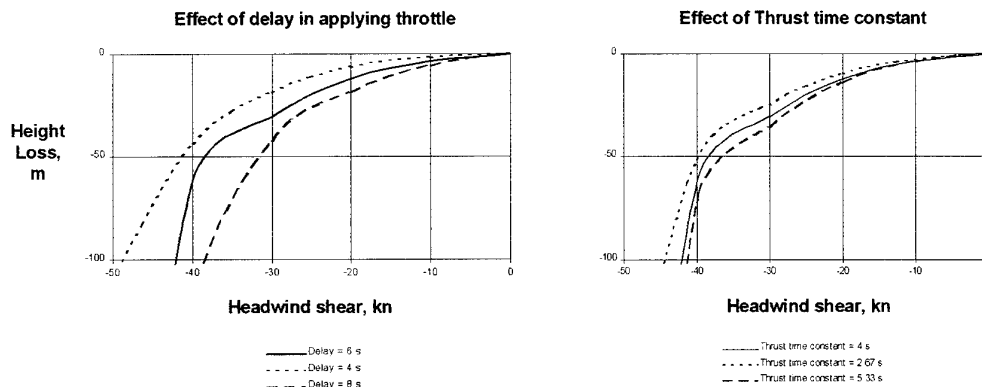 Effect of delay in applying throttle
0
-50
-100
-50
-40
-30
-20
-10
0
Height
Loss,
m
Headwind shear, kn
Delay = 6 s
Delay = 4 s
Delay = 8 s
Effect of Thrust time constant
0
-50
-100
-50
-40
-30
-20
-10
Headwind shear, kn
Thrust time constant = 4 s
Thrust time constant = 2.67 s
Thrust time constant = 5.33 s